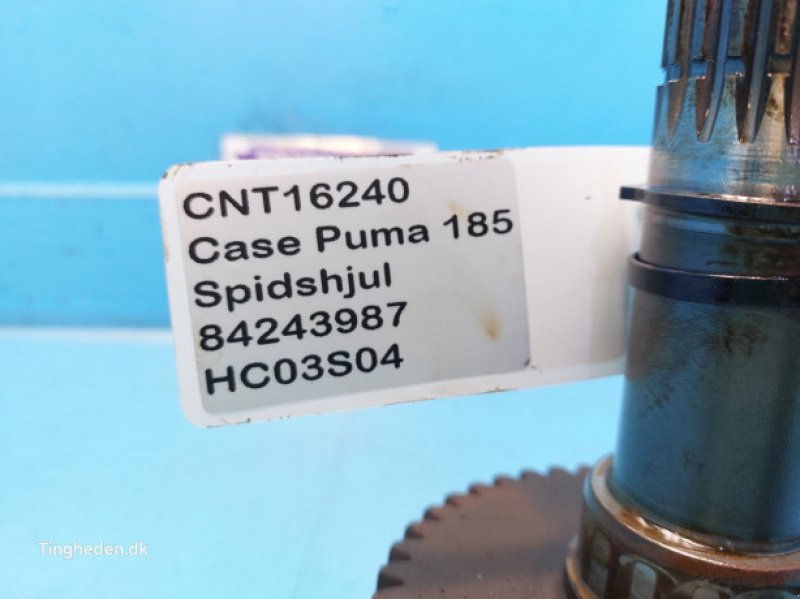 CNT16240
Case Puma 185
Spidshjul
84243987
HC03S04
Tingheden.dk